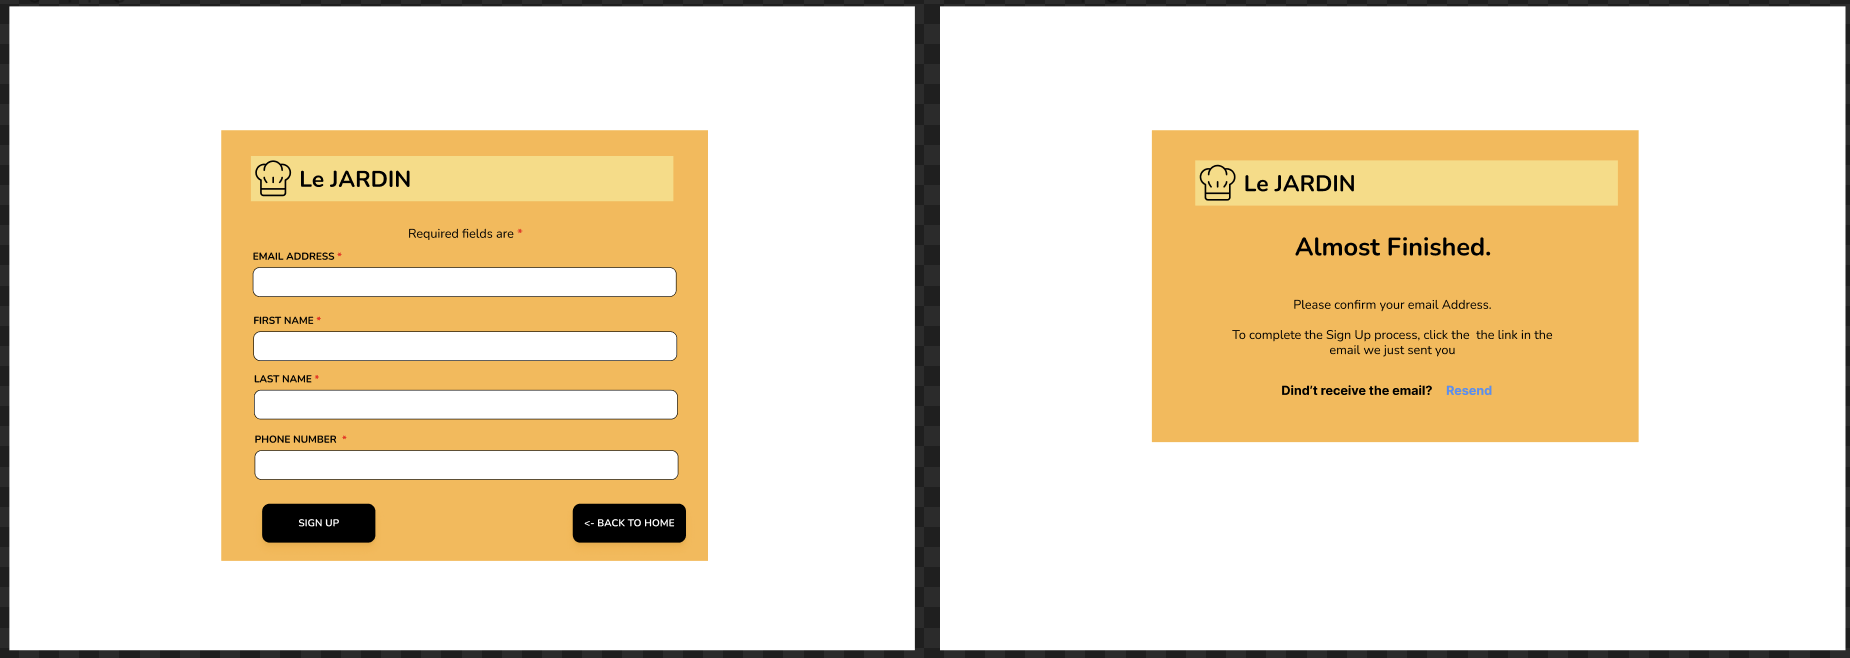 Le JARDIN
Required fields are *
EMAIL ADDRESS *
FIRST NAME *
LAST NAME *
PHONE NUMBER *
SIGN UP
<- BACK TO HOME
Le JARDIN
Almost Finished.
Please confirm your email Address.
To complete the Sign Up process, click the the link in the
email we just sent you
Dind't receive the email? Resend